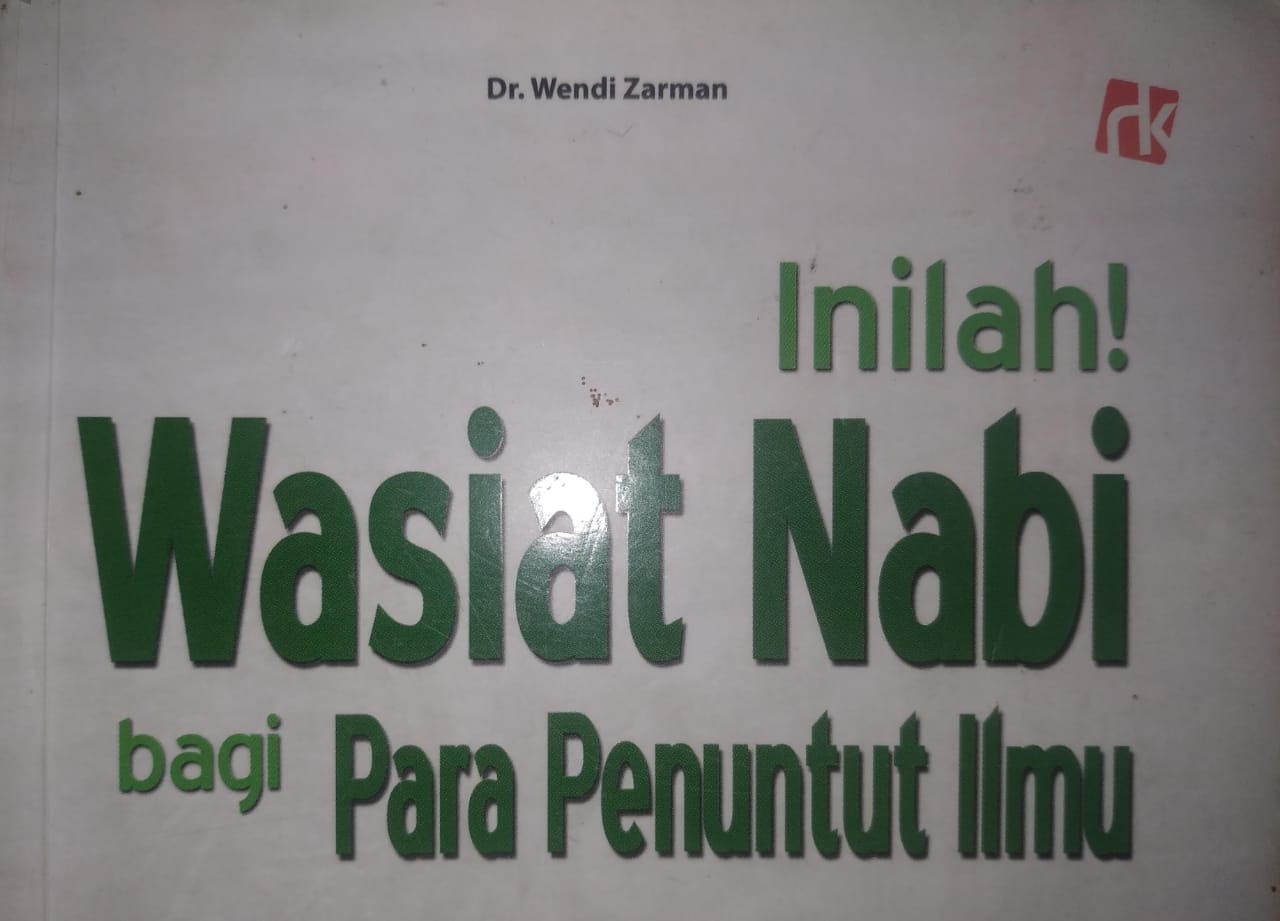 Dr. Wendi Zarman
rk
Inilah!
Wasiat Nabi
bagi Para Penuntut Ilmu